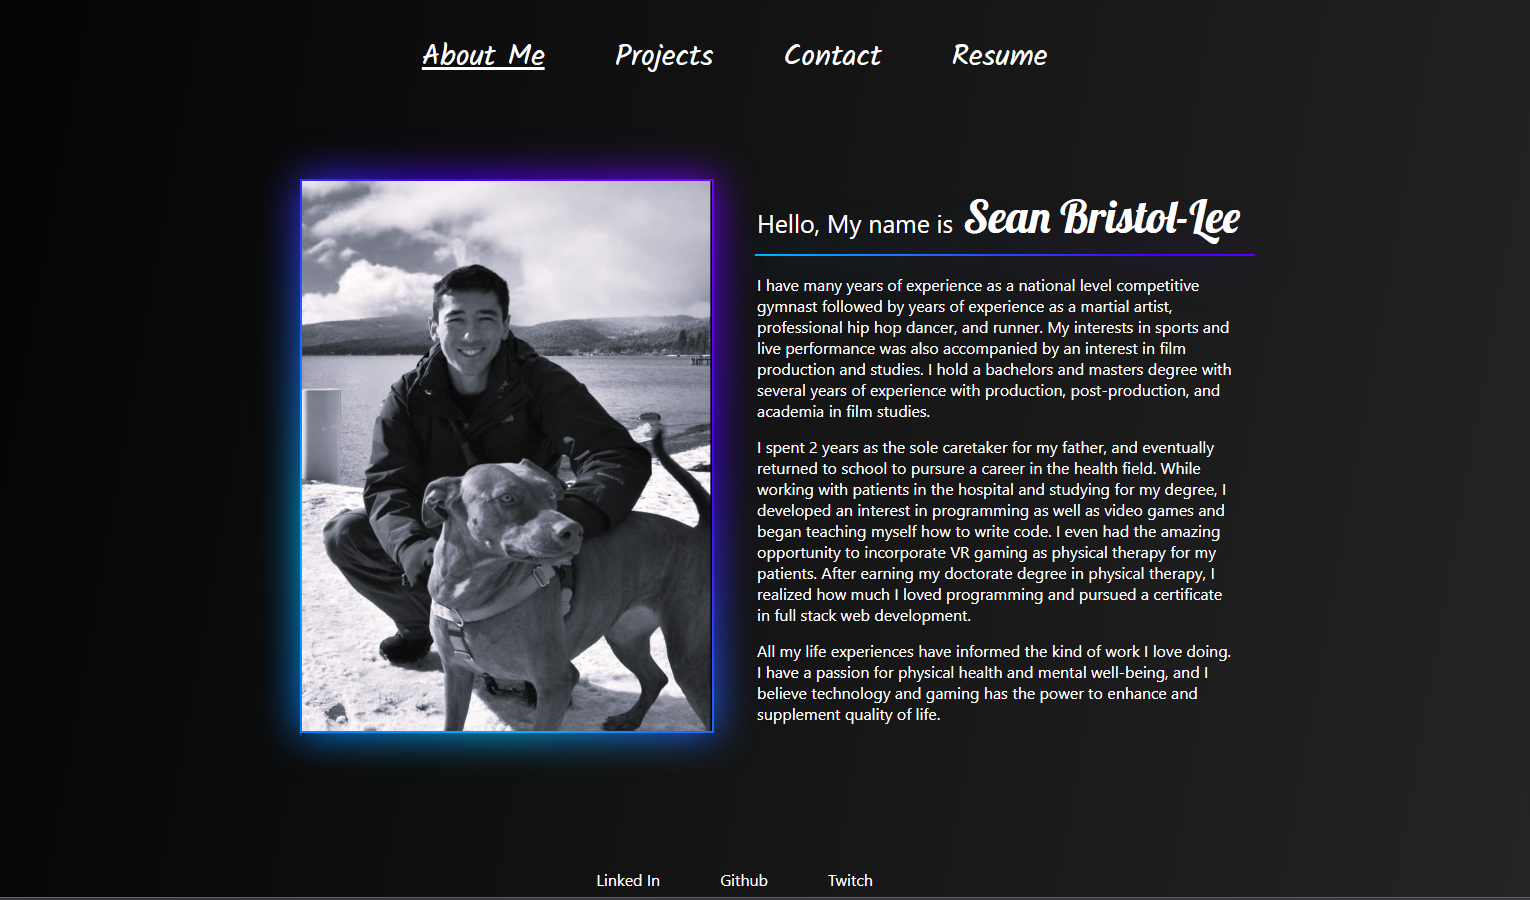 About Me Projects Contact Resume
Hello, My name is Sean Bristol-Lee
I have many years of experience as a national level competitive
gymnast followed by years of experience as a martial artist,
professional hip hop dancer, and runner. My interests in sports and
live performance was also accompanied by an interest in film
production and studies. I hold a bachelors and masters degree with
several years of experience with production, post-production, and
academia in film studies.
I spent 2 years as the sole caretaker for my father, and eventually
returned to school to pursure a career in the health field. While
working with patients in the hospital and studying for my degree, I
developed an interest in programming as well as video games and
began teaching myself how to write code. I even had the amazing
opportunity to incorporate VR gaming as physical therapy for my
patients. After earning my doctorate degree in physical therapy, I
realized how much I loved programming and pursued a certificate
in full stack web development.
All my life experiences have informed the kind of work I love doing.
I have a passion for physical health and mental well-being, and I
believe technology and gaming has the power to enhance and
supplement quality of life.
Linked In Github Twitch